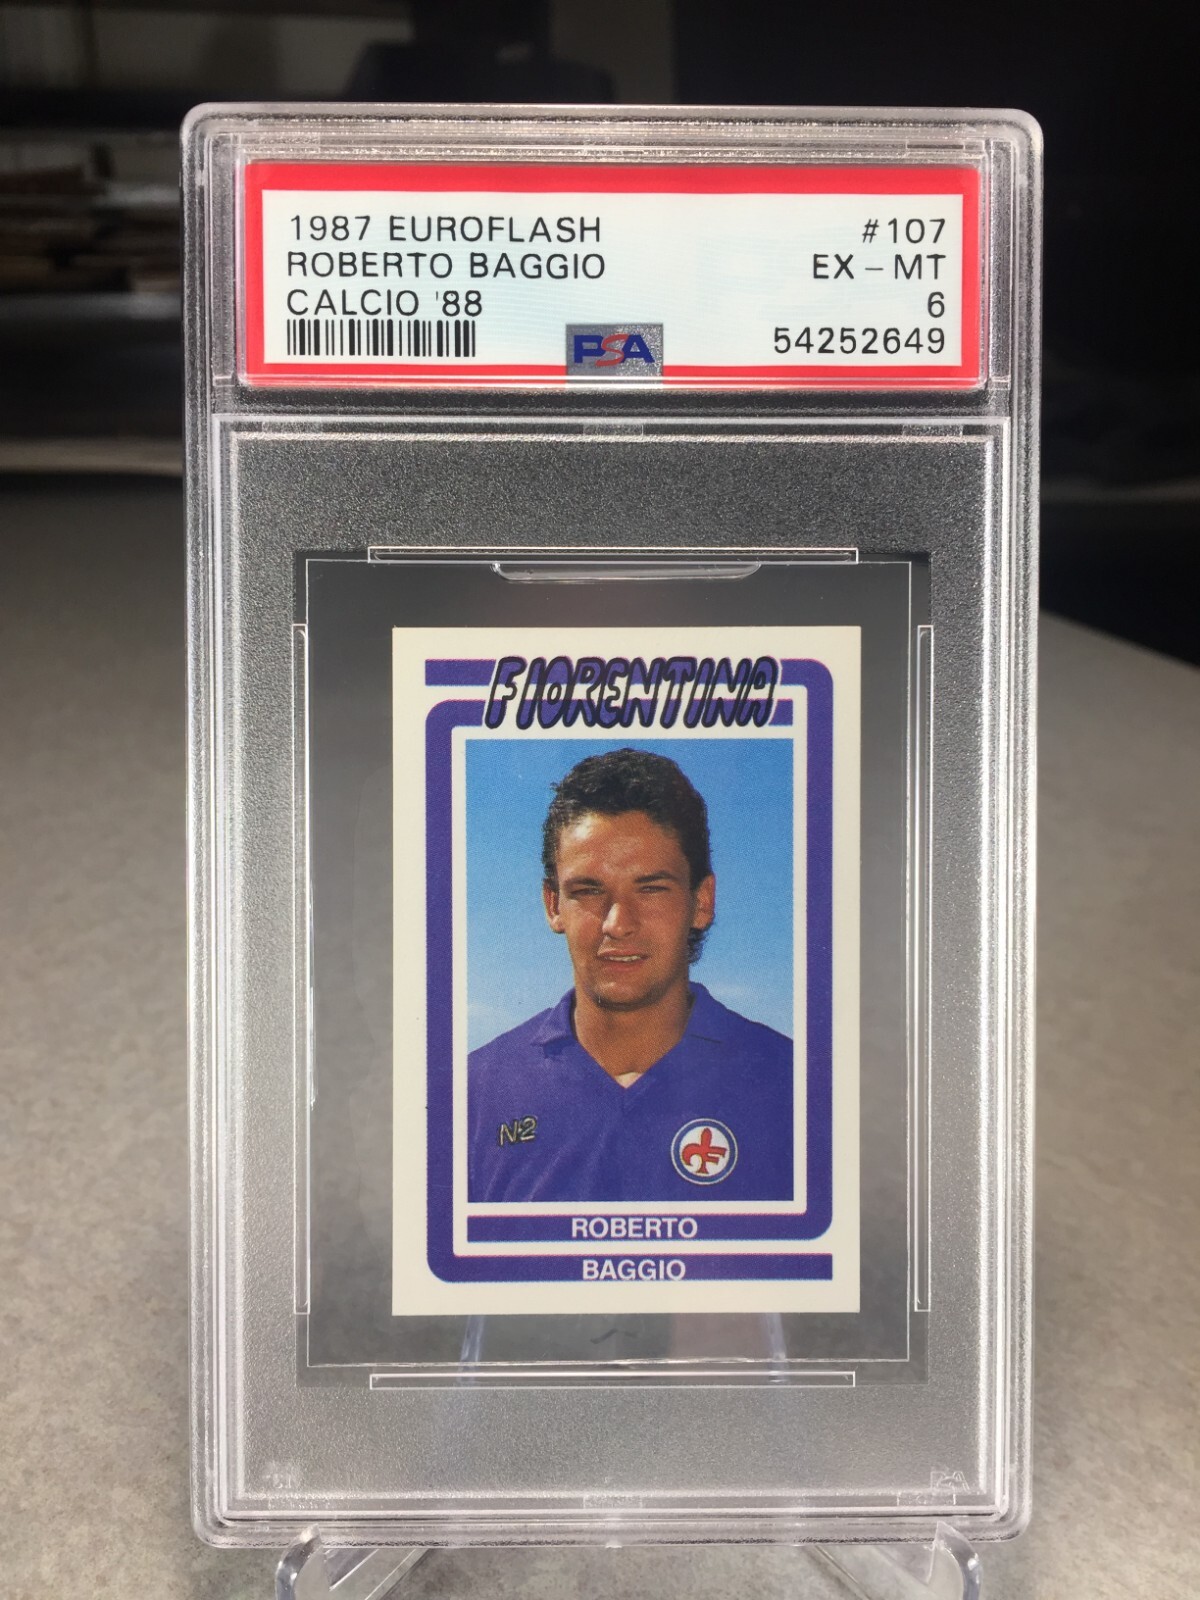 1987 EUROFLASH #107
ROBERTO BAGGIO EX - MT
CALCIO '88 6
PSA 54252649
FIORENTINA
N2
F
ROBERTO
BAGGIO